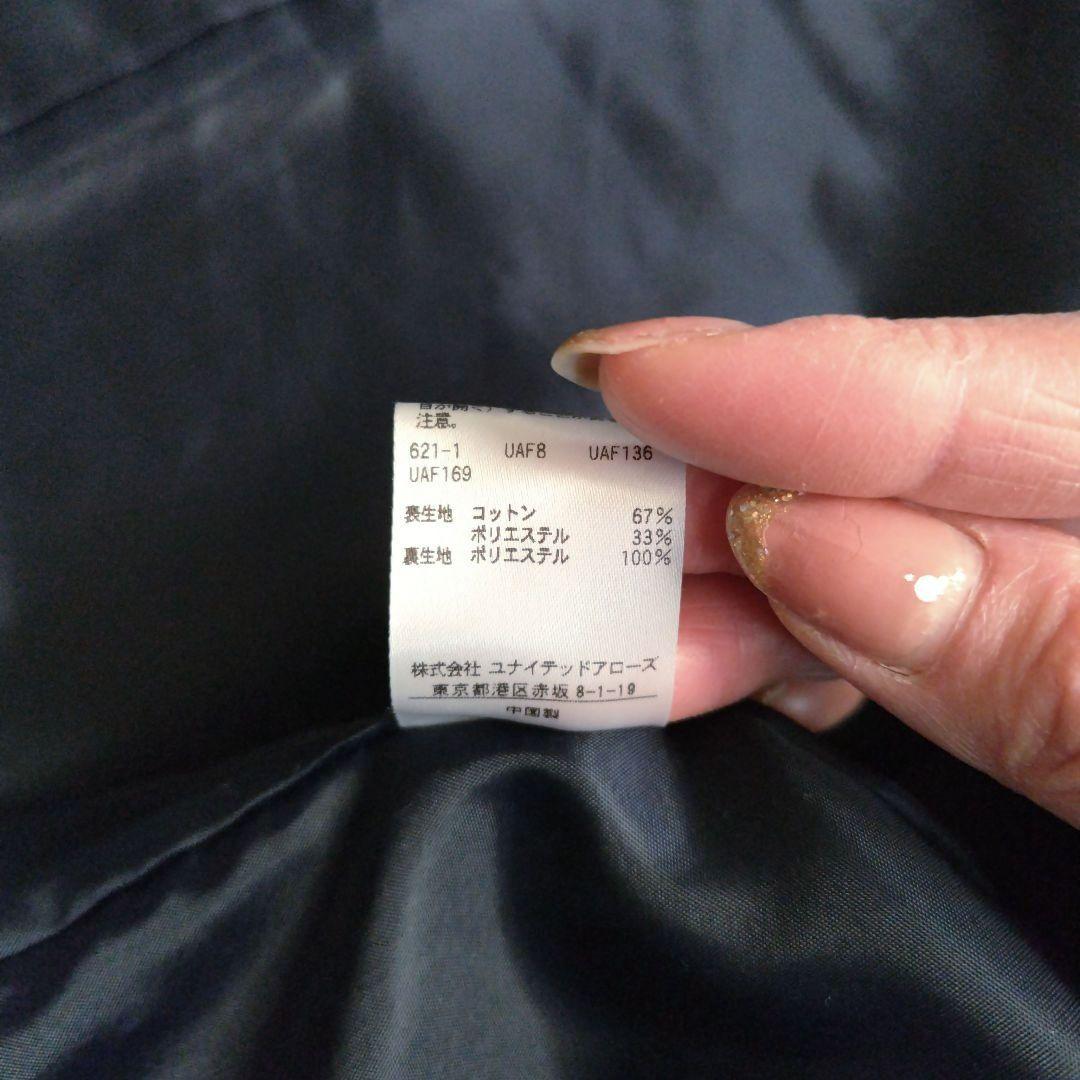 注意。
621-1 UAF8 UAF136
UAF169
表生地 コットン 67%
ポリエステル 33%
裏生地 ポリエステル 100%
株式会社 ユナイテッドアローズ
東京都港区赤坂 8-1-19
中国製